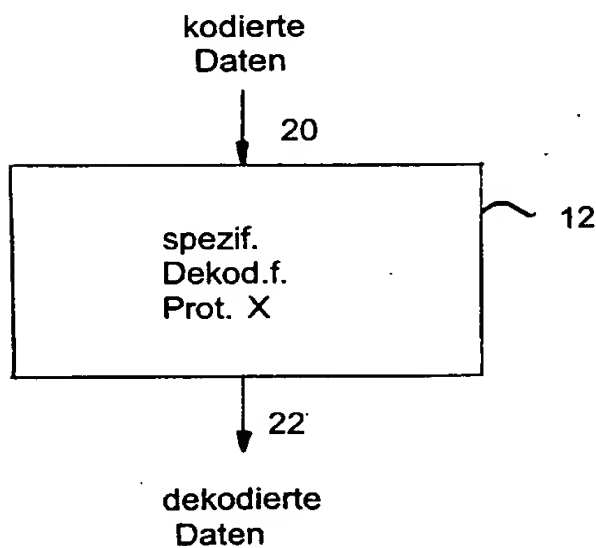 kodierte
Daten
20
12
spezif.
Dekod.f.
Prot. X
22
dekodierte
Daten